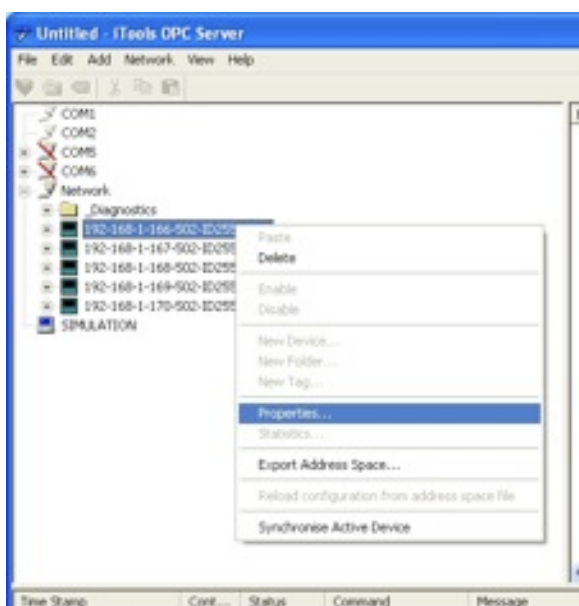 Untitled - iTools OPC Server
File Edit Add Network View Help
COM1
COM2
COM5
COM6
Network
_Diagnostics
192-168-1-166-502-ID255
192-168-1-167-502-ID255
192-168-1-168-502-ID255
192-168-1-169-502-ID255
192-168-1-170-502-ID255
SIMULATION
Paste
Delete
Enable
Disable
New Device...
New Folder...
New Tag...
Properties...
Statistics...
Export Address Space...
Reload configuration from address space file
Synchronise Active Device
Time Stamp Cont... Status Command Message